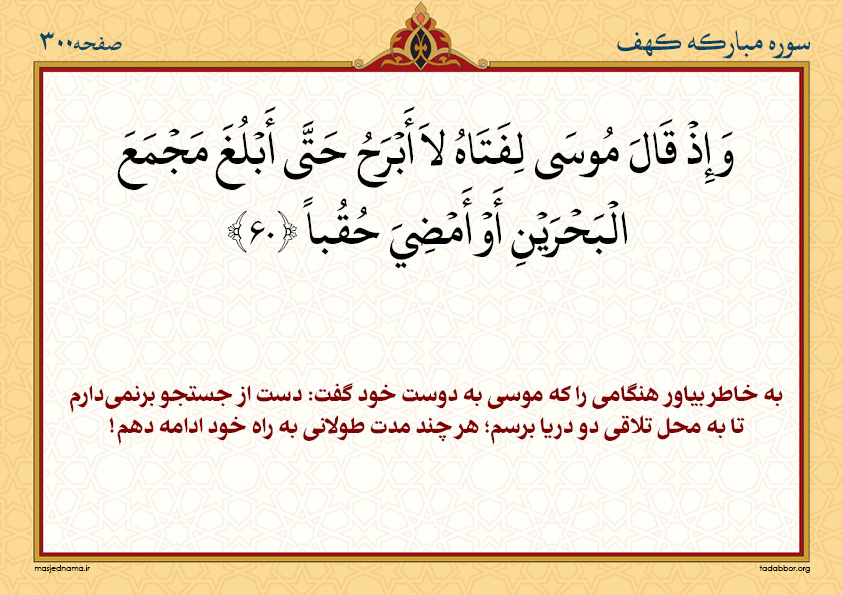 سوره مبارکه کهف
صفحه۳۰۰
وَإِذْ قَالَ مُوسَى لِفَتَاهُ لاَ أَبْرَحُ حَتَّى أَبْلُغَ مَجْمَعَ
الْبَحْرَيْنِ أَوْ أَمْضِيَ حُقُباً ﴿۶۰﴾
به خاطر بیاور هنگامی را که موسی به دوست خود گفت: دست از جستجو برنمی‌دارم
تا به محل تلاقی دو دریا برسم؛ هر چند مدت طولانی به راه خود ادامه دهم!
masjednama.ir
tadabbor.org